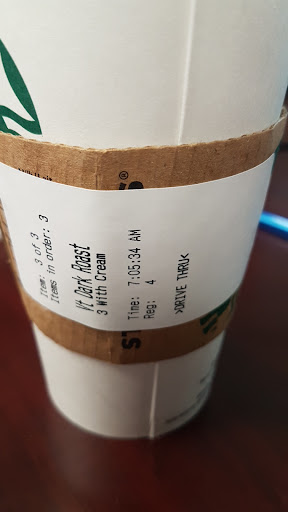 Item: 3 of 3
Items in order: 3
Vt Dark Roast
3 With Cream
Time: 7:05:34 AM
Reg: 4
>DRIVE THRU<